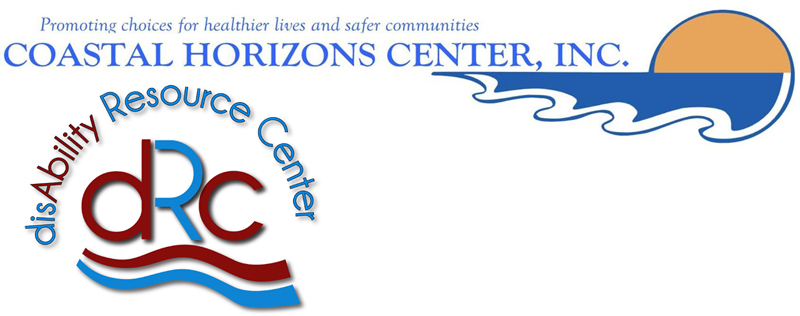 Promoting choices for healthier lives and safer communities
COASTAL HORIZONS CENTER, INC.
disAbility Resource Center
dRc